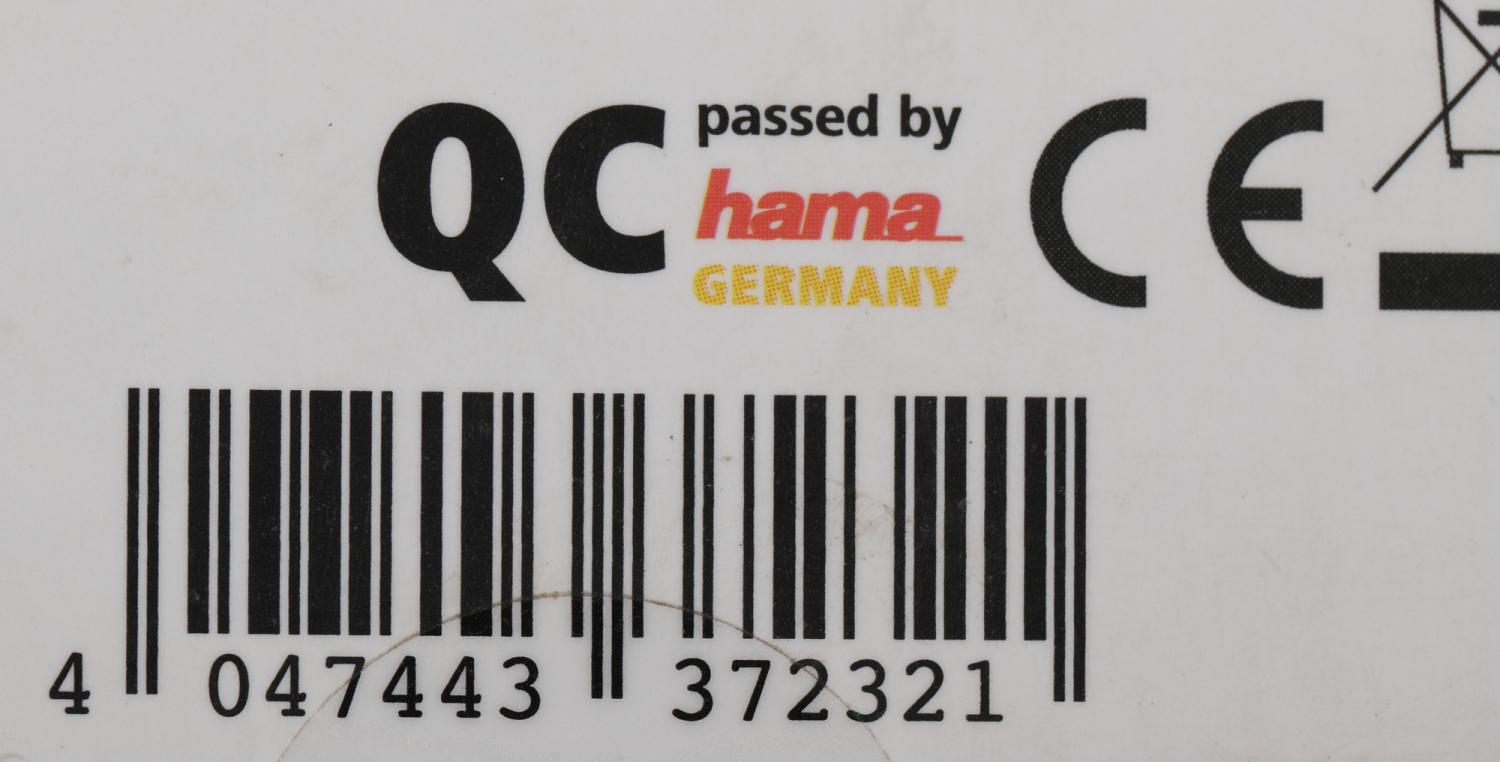 QC passed by
hama
GERMANY
CE
4 047443 372321